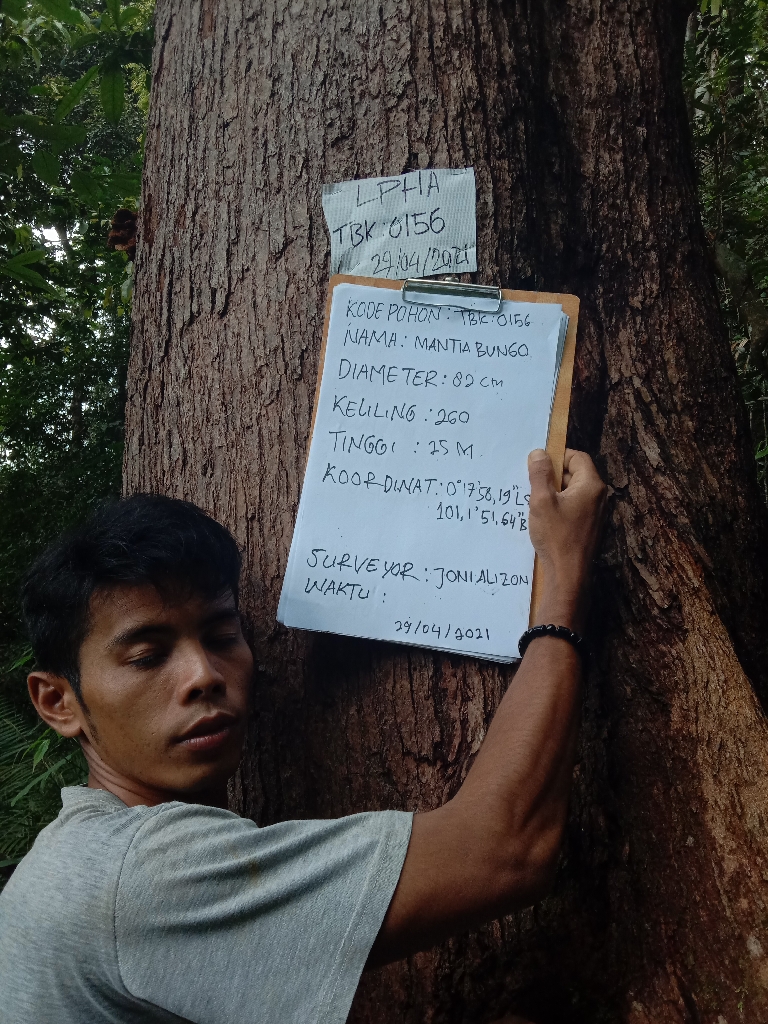 LPHA
TBK:0156
29/04/2021
KODE POHON: TBK:0156
NAMA: MANTIA BUNGO
DIAMETER: 82 cm
KELILING: 260
TINGGI : 25 M
KOORDINAT: 0°17'56,19"LS
101,1'51,64"B
SURVEYOR: JONI ALIZON
WAKTU :
29/04/2021